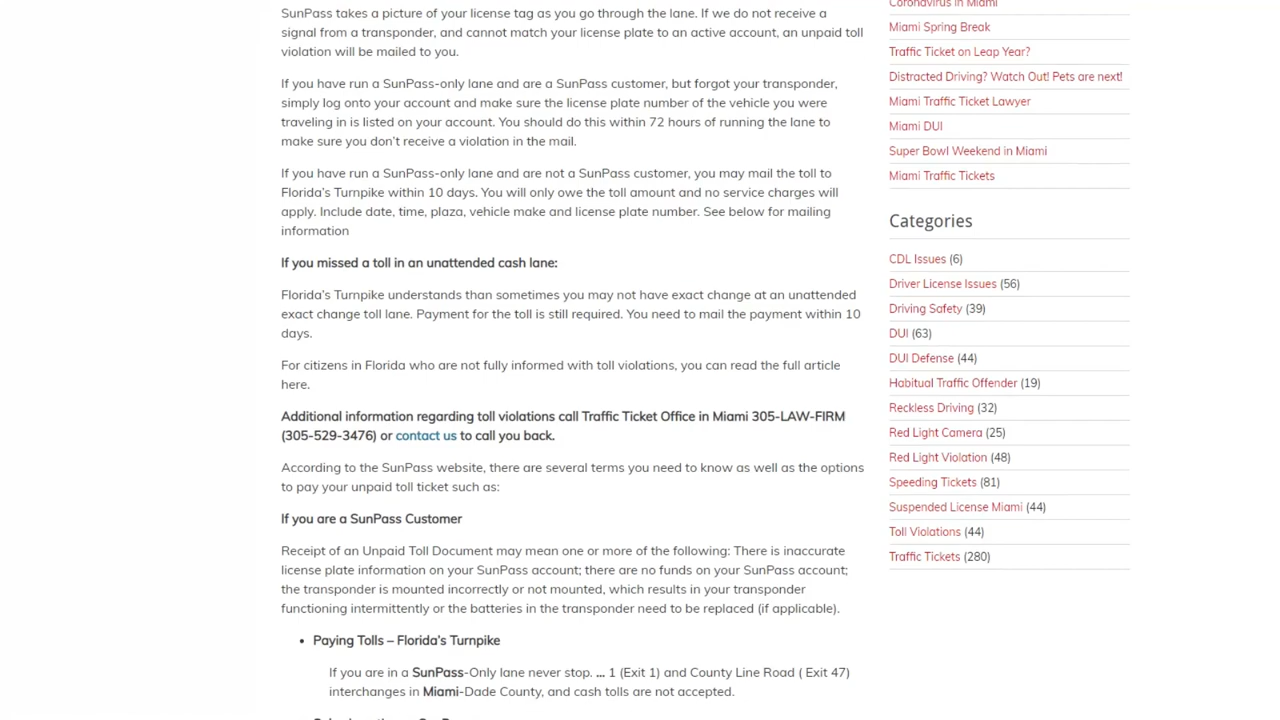 SunPass takes a picture of your license tag as you go through the lane. If we do not receive a
signal from a transponder, and cannot match your license plate to an active account, an unpaid toll
violation will be mailed to you.
If you have run a SunPass-only lane and are a SunPass customer, but forgot your transponder,
simply log onto your account and make sure the license plate number of the vehicle you were
traveling in is listed on your account. You should do this within 72 hours of running the lane to
make sure you don't receive a violation in the mail.
If you have run a SunPass-only lane and are not a SunPass customer, you may mail the toll to
Florida's Turnpike within 10 days. You will only owe the toll amount and no service charges will
apply. Include date, time, plaza, vehicle make and license plate number. See below for mailing
information
If you missed a toll in an unattended cash lane:
Florida's Turnpike understands than sometimes you may not have exact change at an unattended
exact change toll lane. Payment for the toll is still required. You need to mail the payment within 10
days.
For citizens in Florida who are not fully informed with toll violations, you can read the full article
here.
Additional information regarding toll violations call Traffic Ticket Office in Miami 305-LAW-FIRM
(305-529-3476) or contact us to call you back.
According to the SunPass website, there are several terms you need to know as well as the options
to pay your unpaid toll ticket such as:
If you are a SunPass Customer
Receipt of an Unpaid Toll Document may mean one or more of the following: There is inaccurate
license plate information on your SunPass account; there are no funds on your SunPass account;
the transponder is mounted incorrectly or not mounted, which results in your transponder
functioning intermittently or the batteries in the transponder need to be replaced (if applicable).
• Paying Tolls – Florida's Turnpike
If you are in a SunPass-Only lane never stop. ... 1 (Exit 1) and County Line Road ( Exit 47)
interchanges in Miami-Dade County, and cash tolls are not accepted.
Coronavirus in Miami
Miami Spring Break
Traffic Ticket on Leap Year?
Distracted Driving? Watch Out! Pets are next!
Miami Traffic Ticket Lawyer
Miami DUI
Super Bowl Weekend in Miami
Miami Traffic Tickets
Categories
CDL Issues (6)
Driver License Issues (56)
Driving Safety (39)
DUI (63)
DUI Defense (44)
Habitual Traffic Offender (19)
Reckless Driving (32)
Red Light Camera (25)
Red Light Violation (48)
Speeding Tickets (81)
Suspended License Miami (44)
Toll Violations (44)
Traffic Tickets (280)